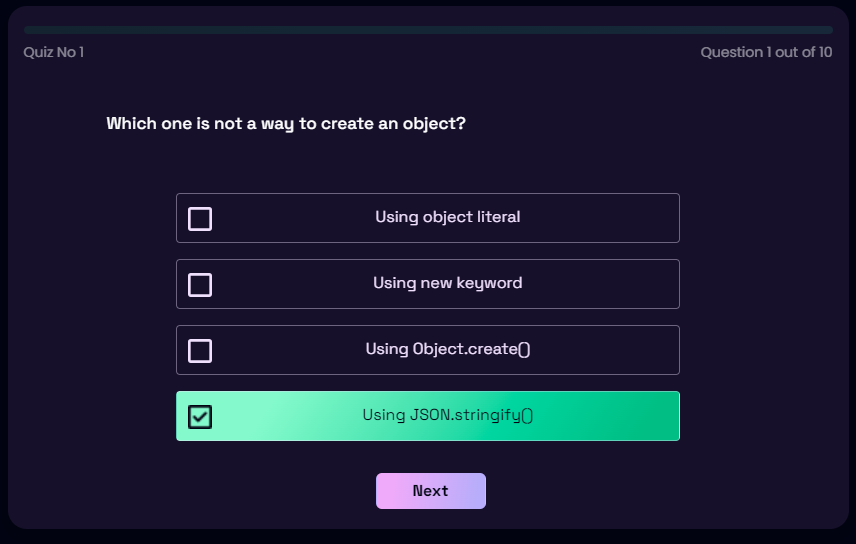 Quiz No 1
Question 1 out of 10
Which one is not a way to create an object?
Using object literal
Using new keyword
Using Object.create()
Using JSON.stringify()
Next